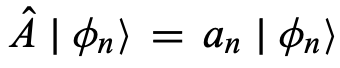 Â | ϕₙ⟩ = aₙ | ϕₙ⟩